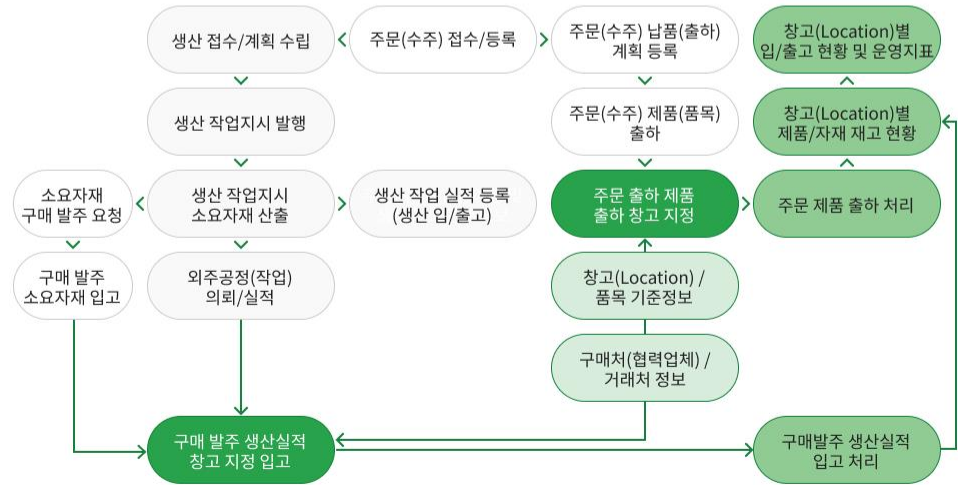 생산 접수/계획 수립
주문(수주) 접수/등록
주문(수주) 납품(출하)
계획 등록
창고(Location)별
입/출고 현황 및 운영지표
생산 작업지시 발행
주문(수주) 제품(품목)
출하
창고(Location)별
제품/자재 재고 현황
소요자재
구매 발주 요청
생산 작업지시
소요자재 산출
생산 작업 실적 등록
(생산 입/출고)
주문 출하 제품
출하 창고 지정
주문 제품 출하 처리
구매 발주
소요자재 입고
외주공정(작업)
의뢰/실적
창고(Location) /
품목 기준정보
구매처(협력업체) /
거래처 정보
구매 발주 생산실적
창고 지정 입고
구매발주 생산실적
입고 처리